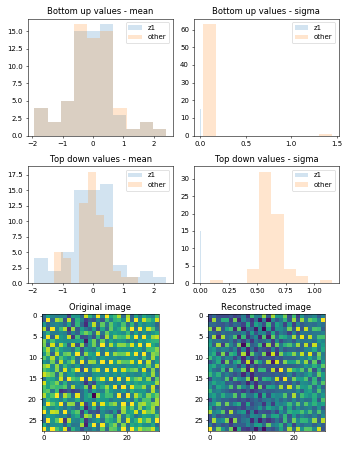 Bottom up values - mean
z1
other
15.0
12.5
10.0
7.5
5.0
2.5
0.0
−2 −1 0 1 2
Bottom up values - sigma
z1
other
60
50
40
30
20
10
0
0.0 0.5 1.0 1.5
Top down values - mean
z1
other
17.5
15.0
12.5
10.0
7.5
5.0
2.5
0.0
−2 −1 0 1 2
Top down values - sigma
z1
other
30
25
20
15
10
5
0
0.00 0.25 0.50 0.75 1.00
Original image
0
5
10
15
20
25
0 10 20
Reconstructed image
0
5
10
15
20
25
0 10 20